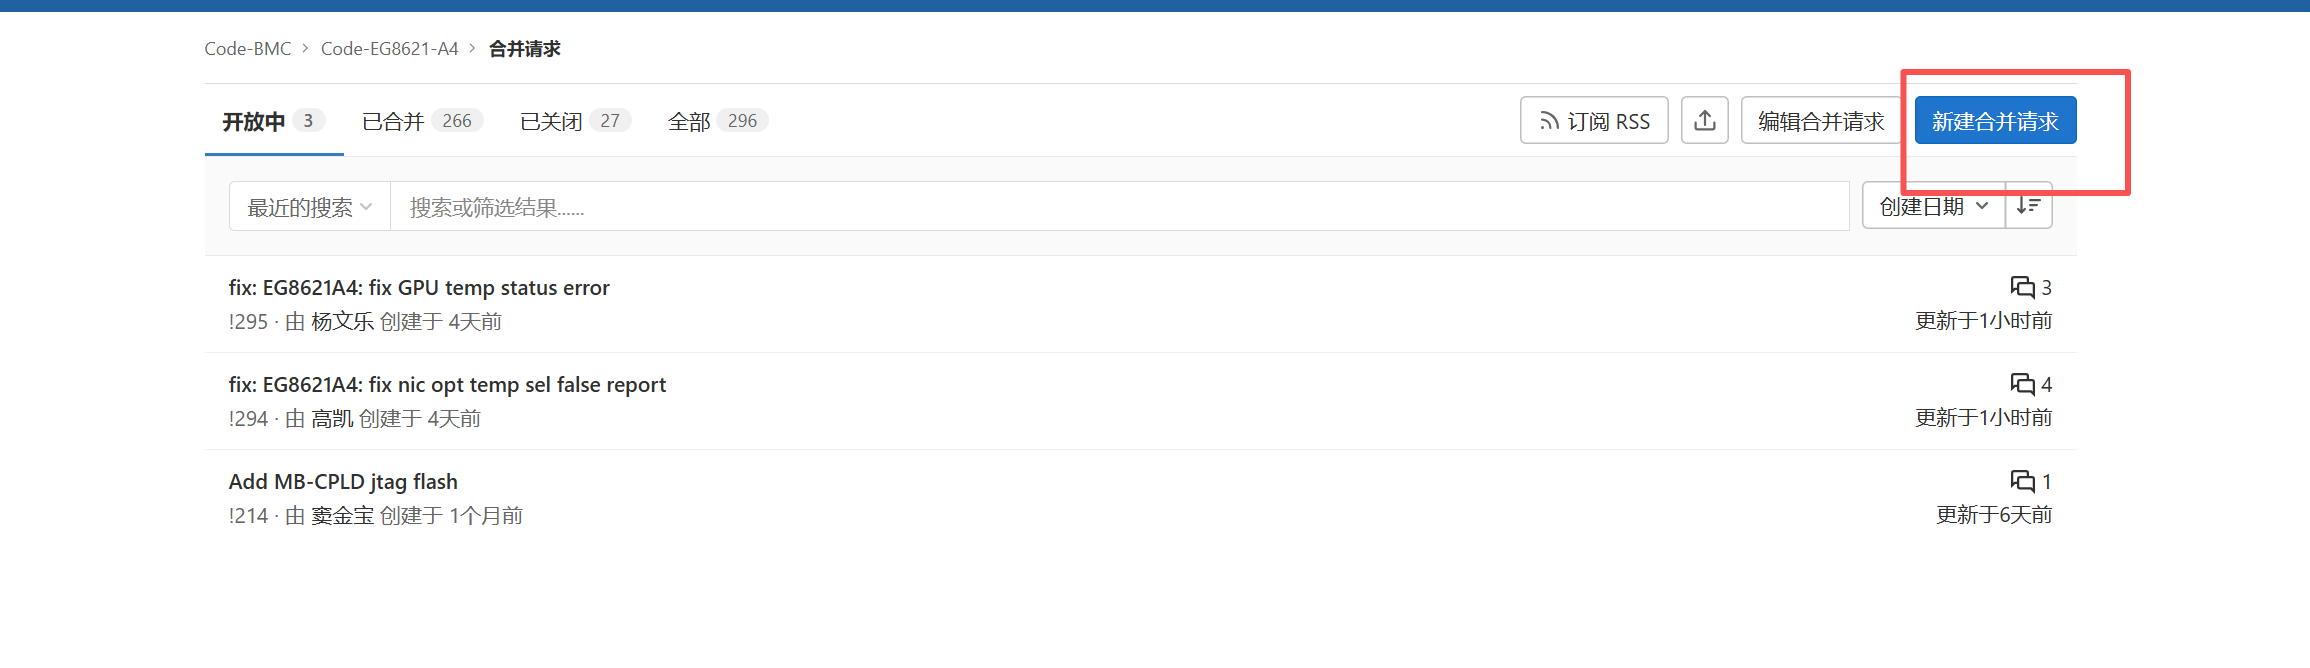 Code-BMC > Code-EG8621-A4 > 合并请求
开放中 3 已合并 266 已关闭 27 全部 296 订阅 RSS 编辑合并请求 新建合并请求
最近的搜索 搜索或筛选结果...... 创建日期
fix: EG8621A4: fix GPU temp status error 3
!295 · 由 杨文乐 创建于 4天前 更新于1小时前
fix: EG8621A4: fix nic opt temp sel false report 4
!294 · 由 高凯 创建于 4天前 更新于1小时前
Add MB-CPLD jtag flash 1
!214 · 由 窦金宝 创建于 1个月前 更新于6天前